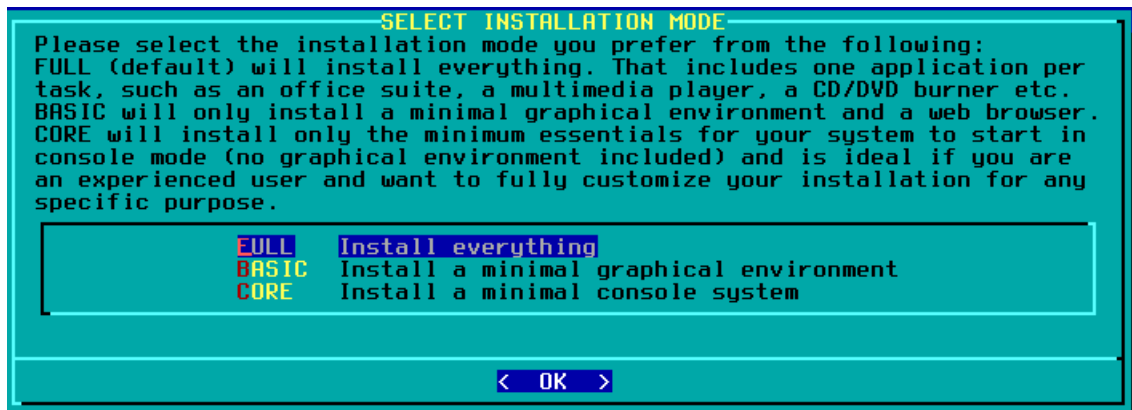 SELECT INSTALLATION MODE
Please select the installation mode you prefer from the following:
FULL (default) will install everything. That includes one application per
task, such as an office suite, a multimedia player, a CD/DVD burner etc.
BASIC will only install a minimal graphical environment and a web browser.
CORE will install only the minimum essentials for your system to start in
console mode (no graphical environment included) and is ideal if you are
an experienced user and want to fully customize your installation for any
specific purpose.
FULL Install everything
BASIC Install a minimal graphical environment
CORE Install a minimal console system
< OK >